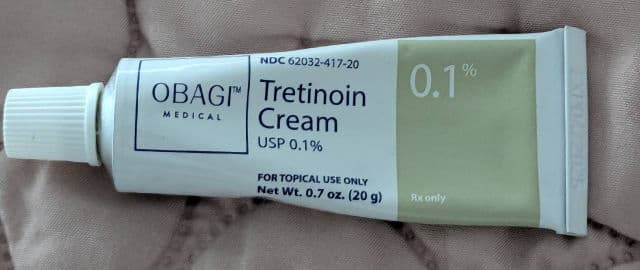 OBAGI™
MEDICAL
NDC 62032-417-20
Tretinoin
Cream
USP 0.1%
FOR TOPICAL USE ONLY
Net Wt. 0.7 oz. (20 g)
0.1%
Rx only